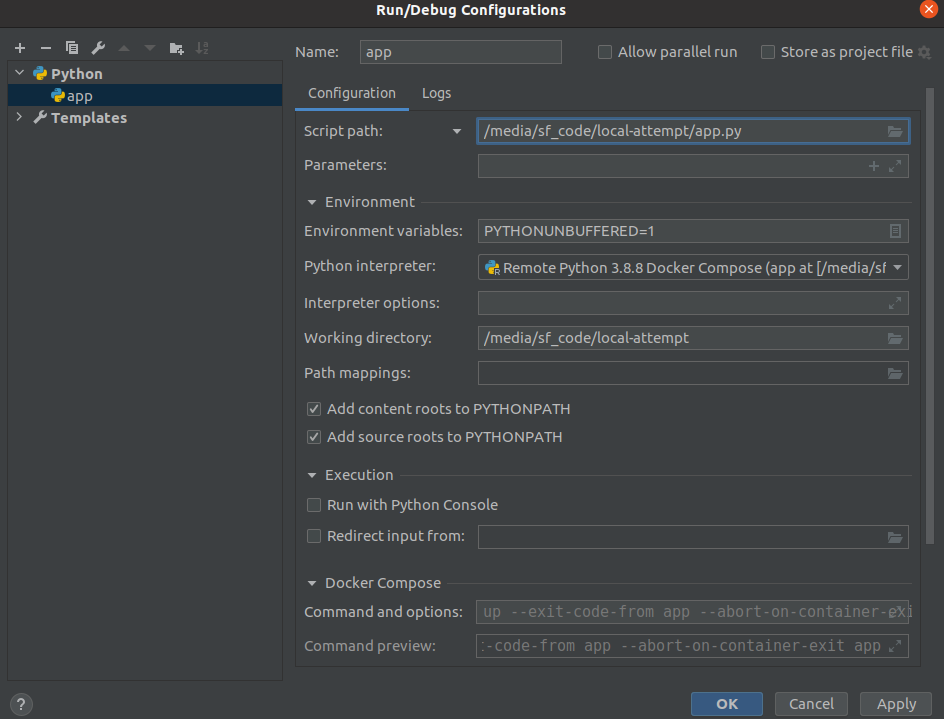 Run/Debug Configurations
Name: app Allow parallel run Store as project file
Python
app
Templates
Configuration Logs
Script path: /media/sf_code/local-attempt/app.py
Parameters:
Environment
Environment variables: PYTHONUNBUFFERED=1
Python interpreter: Remote Python 3.8.8 Docker Compose (app at [/media/sf
Interpreter options:
Working directory: /media/sf_code/local-attempt
Path mappings:
Add content roots to PYTHONPATH
Add source roots to PYTHONPATH
Execution
Run with Python Console
Redirect input from:
Docker Compose
Command and options: up --exit-code-from app --abort-on-container-exi
Command preview: -code-from app --abort-on-container-exit app
? OK Cancel Apply